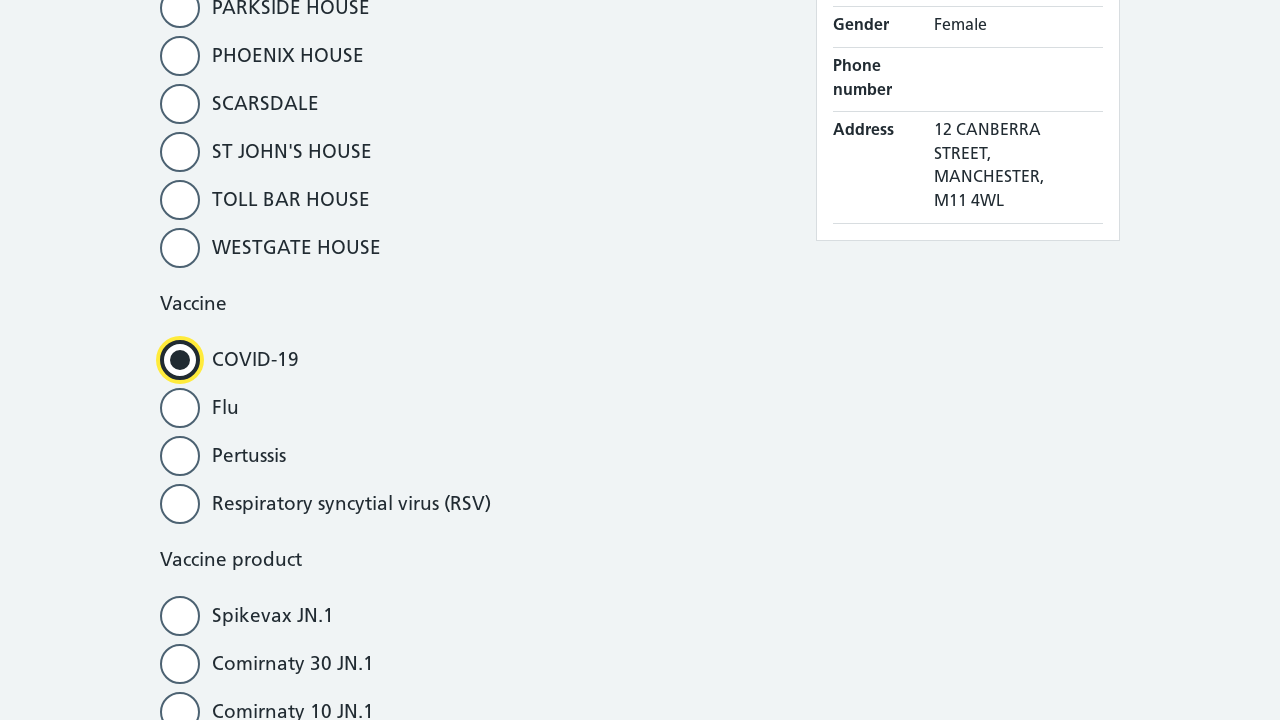 PARKSIDE HOUSE
PHOENIX HOUSE
SCARSDALE
ST JOHN'S HOUSE
TOLL BAR HOUSE
WESTGATE HOUSE
Vaccine
COVID-19
Flu
Pertussis
Respiratory syncytial virus (RSV)
Vaccine product
Spikevax JN.1
Comirnaty 30 JN.1
Comirnaty 10 JN.1
Gender Female
Phone
number
Address 12 CANBERRA
STREET,
MANCHESTER,
M11 4WL